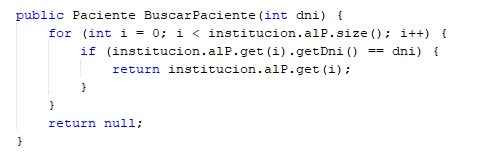 public Paciente BuscarPaciente(int dni) {
for (int i = 0; i < institucion.alP.size(); i++) {
if (institucion.alP.get(i).getDni() == dni) {
return institucion.alP.get(i);
}
}
return null;
}